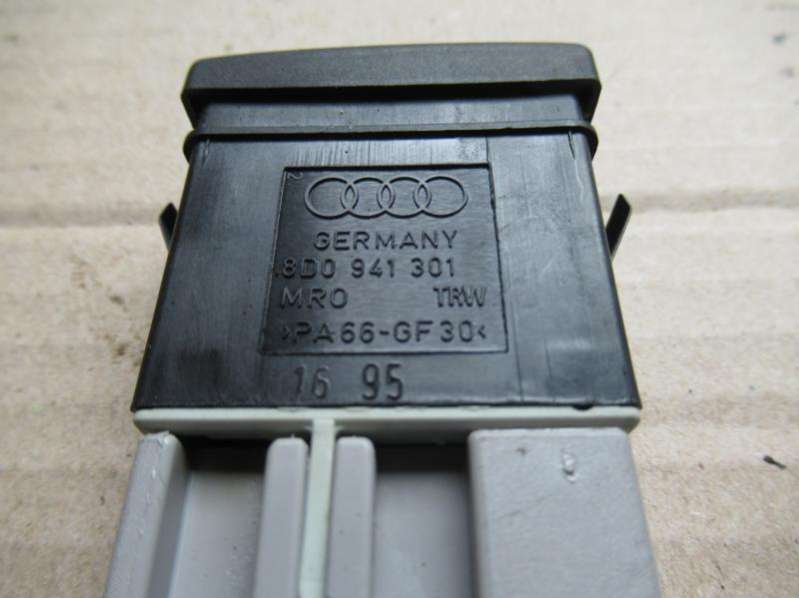 GERMANY
8D0 941 301
MRO TRW
>PA66-GF30<
16 95